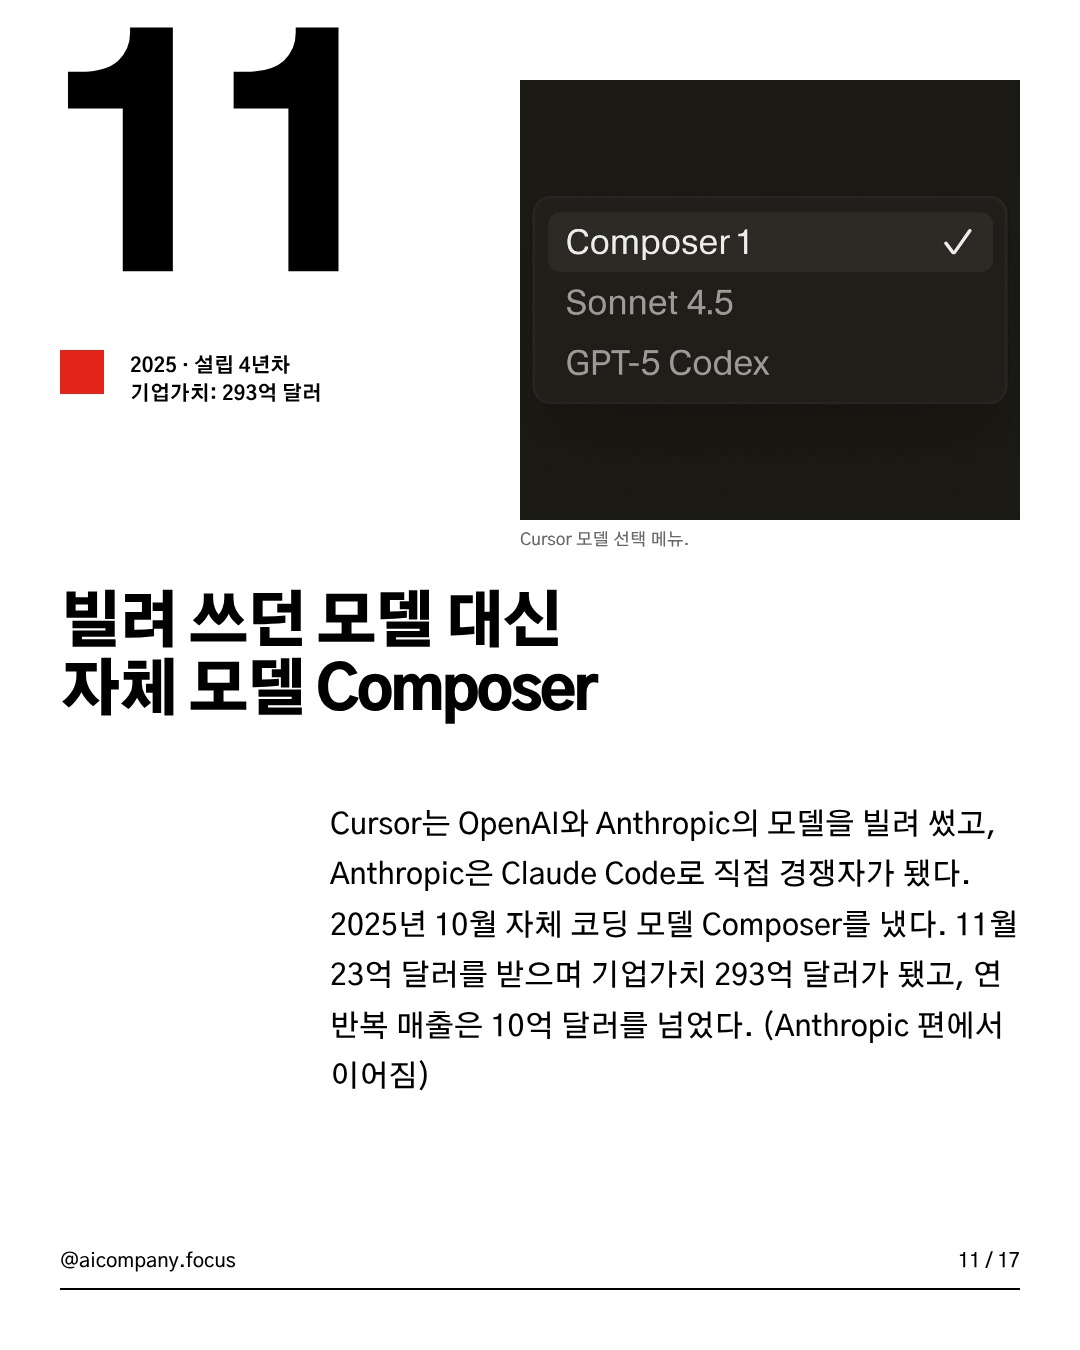 11
2025 · 설립 4년차
기업가치: 293억 달러
Composer 1
Sonnet 4.5
GPT-5 Codex
Cursor 모델 선택 메뉴.
빌려 쓰던 모델 대신
자체 모델 Composer
Cursor는 OpenAI와 Anthropic의 모델을 빌려 썼고,
Anthropic은 Claude Code로 직접 경쟁자가 됐다.
2025년 10월 자체 코딩 모델 Composer를 냈다. 11월
23억 달러를 받으며 기업가치 293억 달러가 됐고, 연
반복 매출은 10억 달러를 넘었다. (Anthropic 편에서
이어짐)
@aicompany.focus
11 / 17